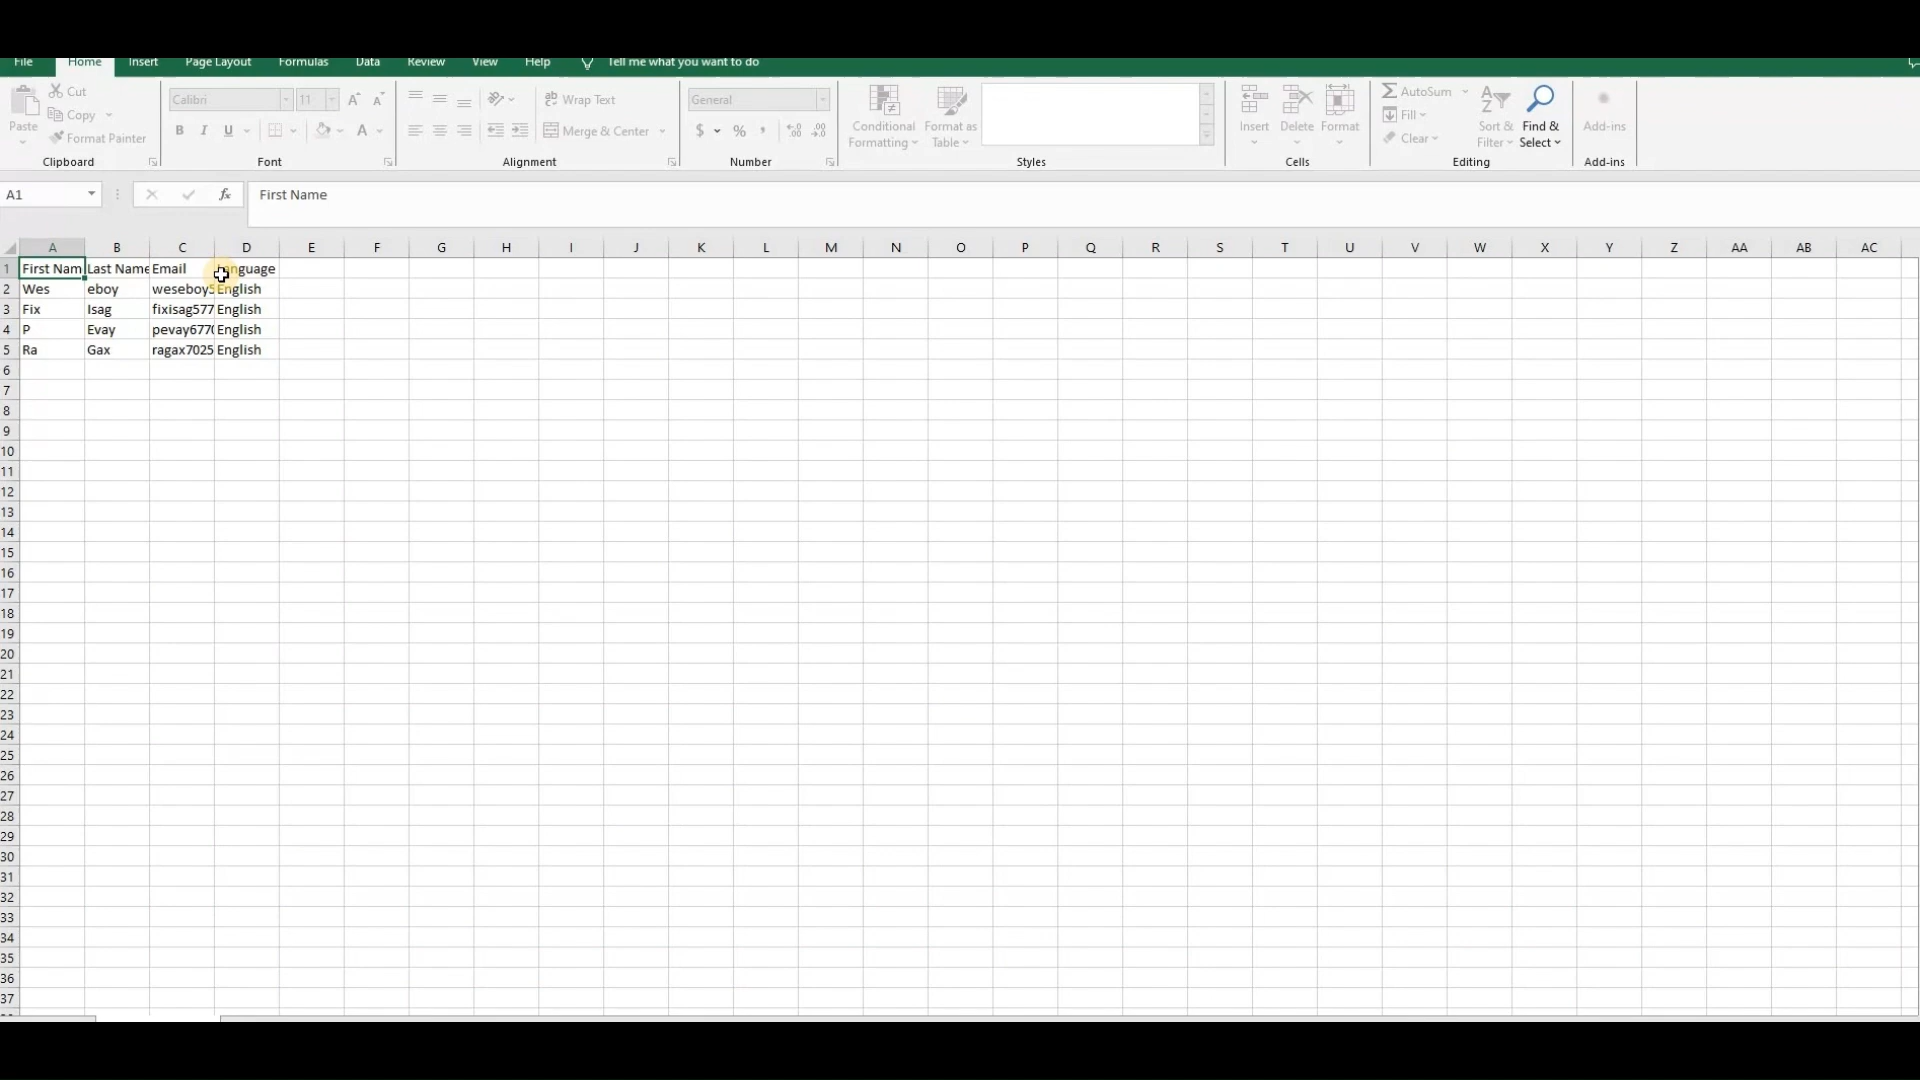 File Home Insert Page Layout Formulas Data Review View Help Tell me what you want to do
Paste Cut Copy Format Painter Clipboard
Calibri 11 A A B I U A Font
Wrap Text Merge & Center Alignment
General $ % , Number
Conditional Formatting Format as Table Styles
Insert Delete Format Cells
AutoSum Fill Clear Sort & Filter Find & Select Editing
Add-ins Add-ins
A1 fx First Name
A B C D E F G H I J K L M N O P Q R S T U V W X Y Z AA AB AC
1 First Nam Last Name Email anguage
2 Wes eboy weseboy5 English
3 Fix Isag fixisag577 English
4 P Evay pevay6770 English
5 Ra Gax ragax7025 English
6
7
8
9
10
11
12
13
14
15
16
17
18
19
20
21
22
23
24
25
26
27
28
29
30
31
32
33
34
35
36
37